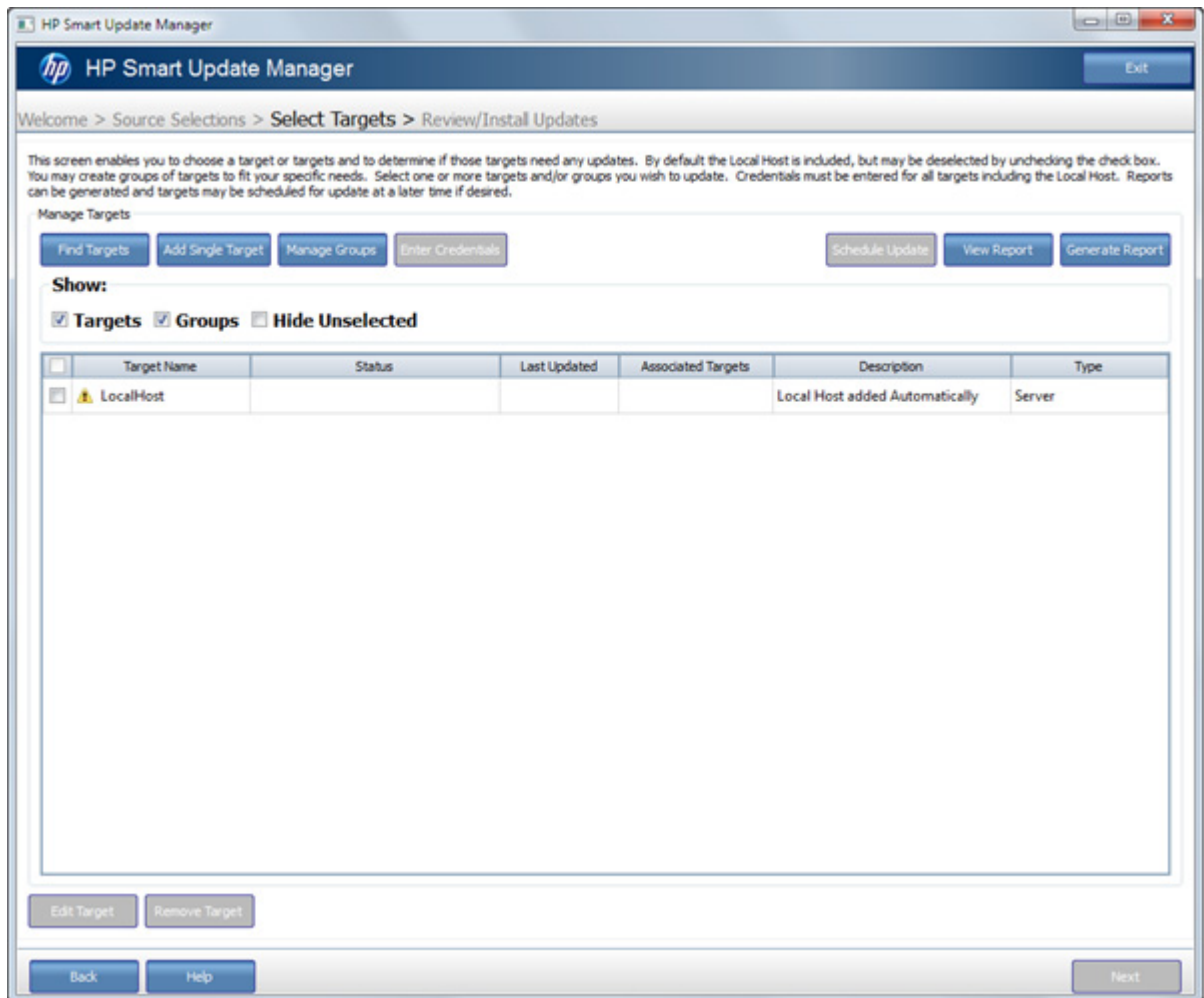 HP Smart Update Manager
hp HP Smart Update Manager Exit
Welcome > Source Selections > Select Targets > Review/Install Updates
This screen enables you to choose a target or targets and to determine if those targets need any updates. By default the Local Host is included, but may be deselected by unchecking the check box.
You may create groups of targets to fit your specific needs. Select one or more targets and/or groups you wish to update. Credentials must be entered for all targets including the Local Host. Reports
can be generated and targets may be scheduled for update at a later time if desired.
Manage Targets
Find Targets Add Single Target Manage Groups Enter Credentials Schedule Update View Report Generate Report
Show:
Targets Groups Hide Unselected
Target Name Status Last Updated Associated Targets Description Type
LocalHost Local Host added Automatically Server
Edit Target Remove Target
Back Help Next